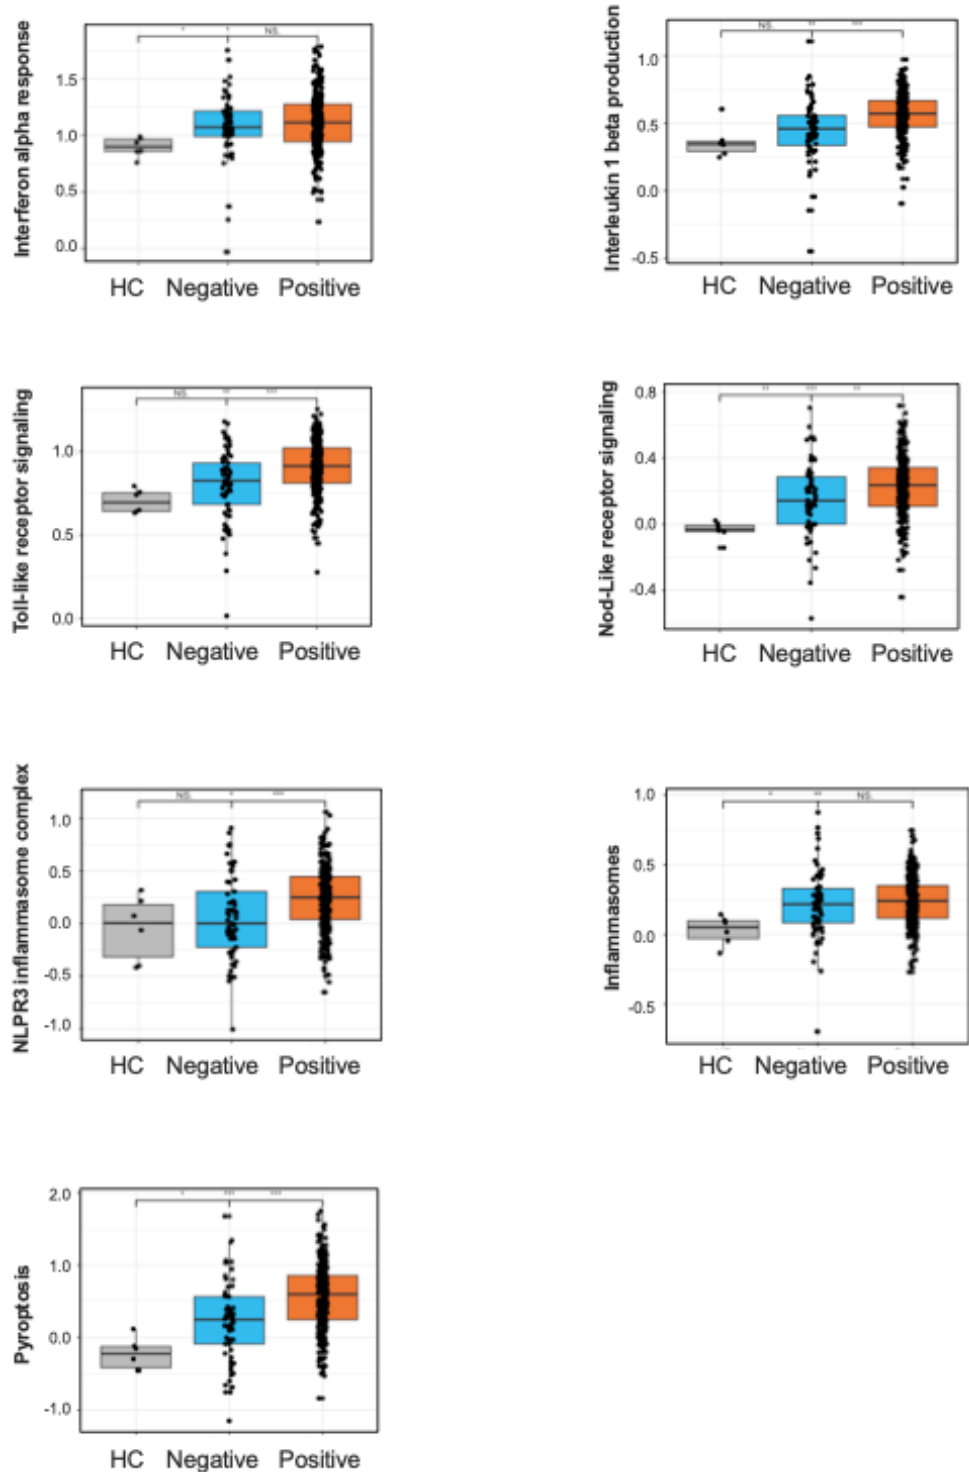 Interferon alpha response
* * NS.
1.5
1.0
0.5
0.0
HC Negative Positive
Interleukin 1 beta production
NS. ** ***
1.0
0.5
0.0
-0.5
HC Negative Positive
Toll-like receptor signaling
NS. ** ***
1.0
0.5
0.0
HC Negative Positive
Nod-Like receptor signaling
** *** **
0.8
0.4
0.0
-0.4
HC Negative Positive
NLPR3 inflammasome complex
NS. * ***
1.0
0.5
0.0
-0.5
-1.0
HC Negative Positive
Inflammasomes
* ** NS.
1.0
0.5
0.0
-0.5
HC Negative Positive
Pyroptosis
* *** ***
2.0
1.0
0.0
-1.0
HC Negative Positive